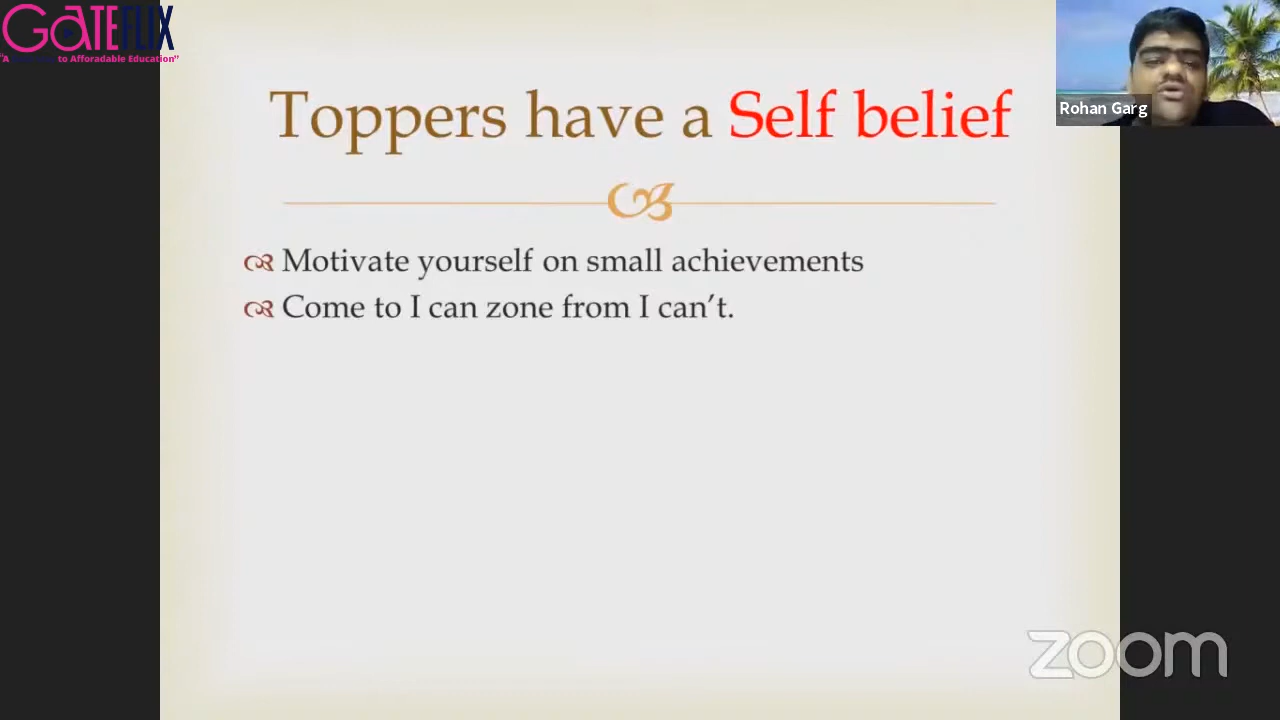 GATEFLIX
"A to Afforadable Education"
Rohan Garg
Toppers have a Self belief
Motivate yourself on small achievements
Come to I can zone from I can't.
zoom